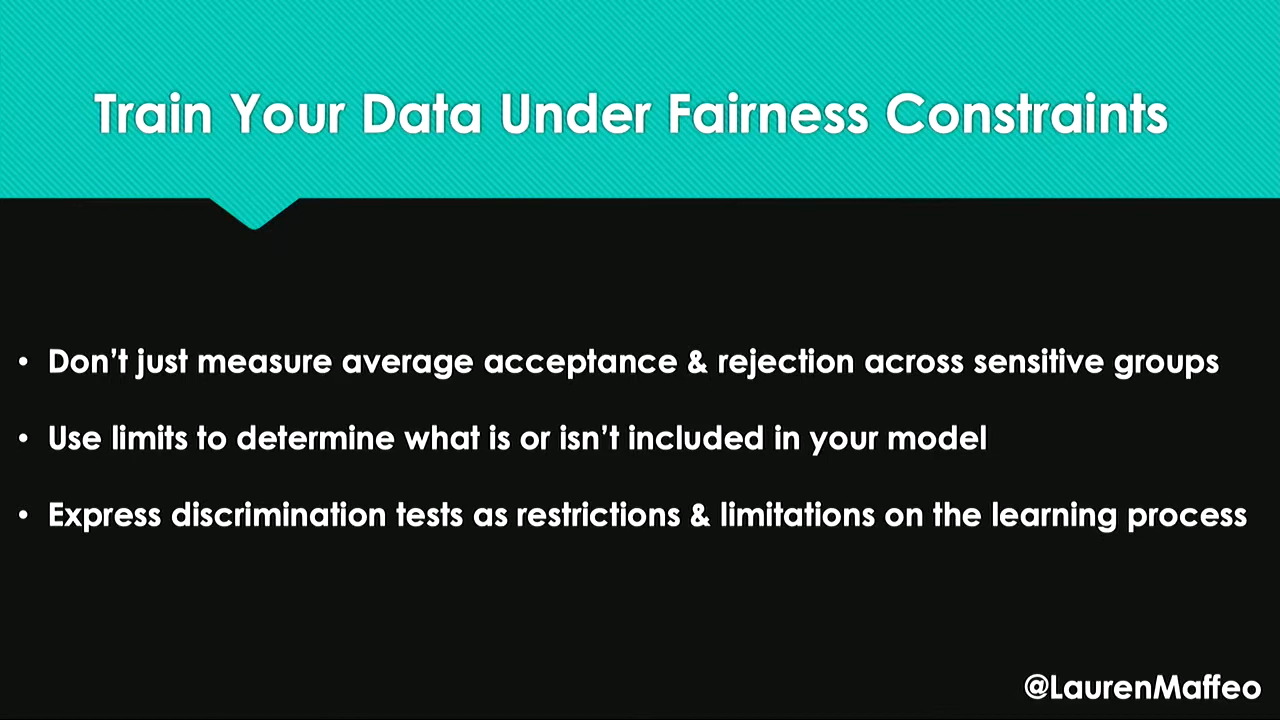 Train Your Data Under Fairness Constraints
• Don't just measure average acceptance & rejection across sensitive groups
• Use limits to determine what is or isn't included in your model
• Express discrimination tests as restrictions & limitations on the learning process
@LaurenMaffeo